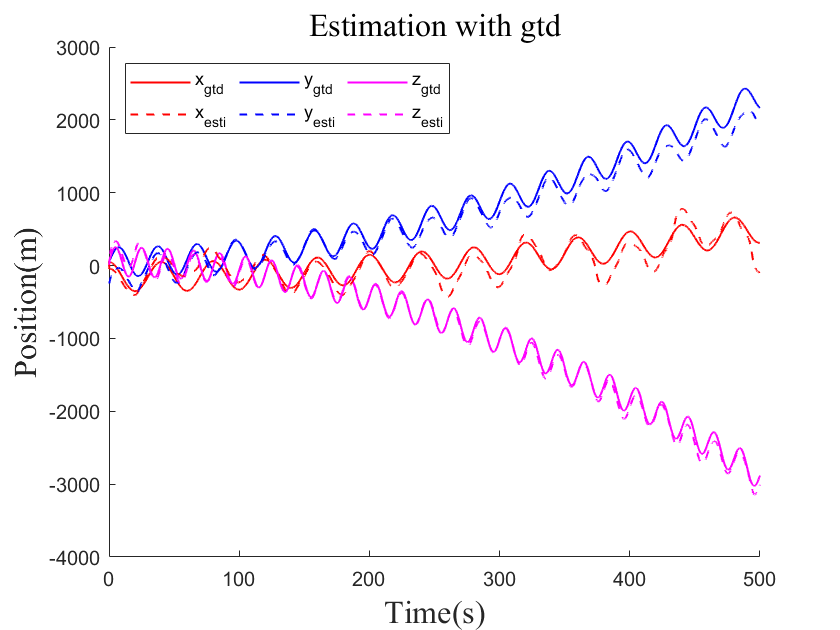 Estimation with gtd
3000
2000
1000
0
-1000
-2000
-3000
-4000
x_gtd y_gtd z_gtd
x_esti y_esti z_esti
Position(m)
0 100 200 300 400 500
Time(s)